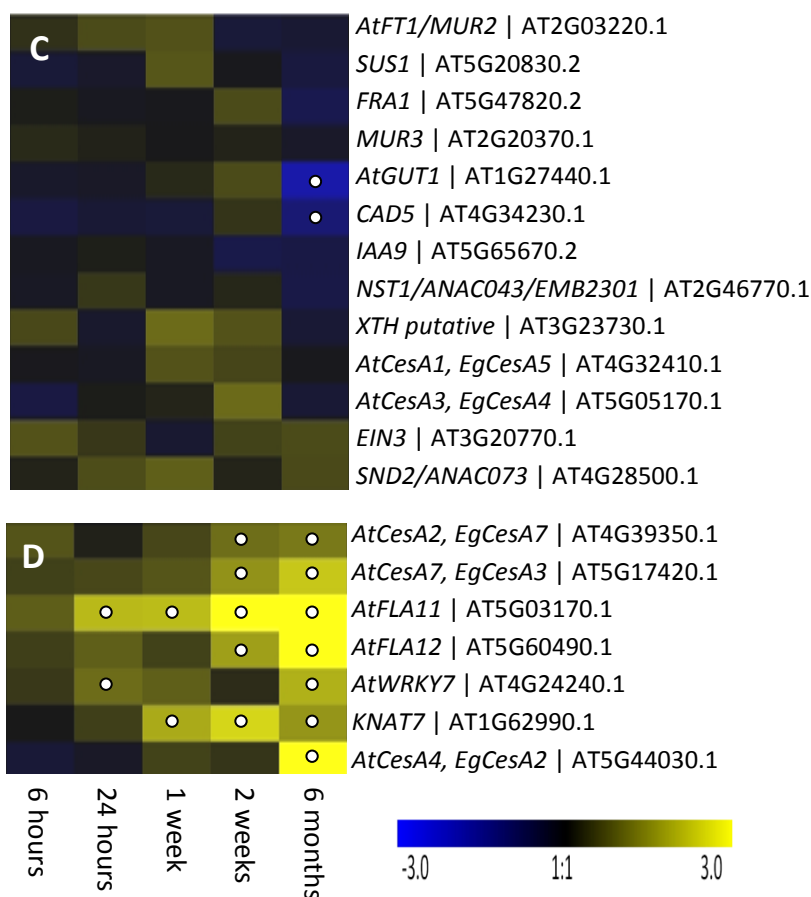 C
AtFT1/MUR2 | AT2G03220.1
SUS1 | AT5G20830.2
FRA1 | AT5G47820.2
MUR3 | AT2G20370.1
AtGUT1 | AT1G27440.1
CAD5 | AT4G34230.1
IAA9 | AT5G65670.2
NST1/ANAC043/EMB2301 | AT2G46770.1
XTH putative | AT3G23730.1
AtCesA1, EgCesA5 | AT4G32410.1
AtCesA3, EgCesA4 | AT5G05170.1
EIN3 | AT3G20770.1
SND2/ANAC073 | AT4G28500.1
D
AtCesA2, EgCesA7 | AT4G39350.1
AtCesA7, EgCesA3 | AT5G17420.1
AtFLA11 | AT5G03170.1
AtFLA12 | AT5G60490.1
AtWRKY7 | AT4G24240.1
KNAT7 | AT1G62990.1
AtCesA4, EgCesA2 | AT5G44030.1
6 hours
24 hours
1 week
2 weeks
6 months
-3.0 1:1 3.0